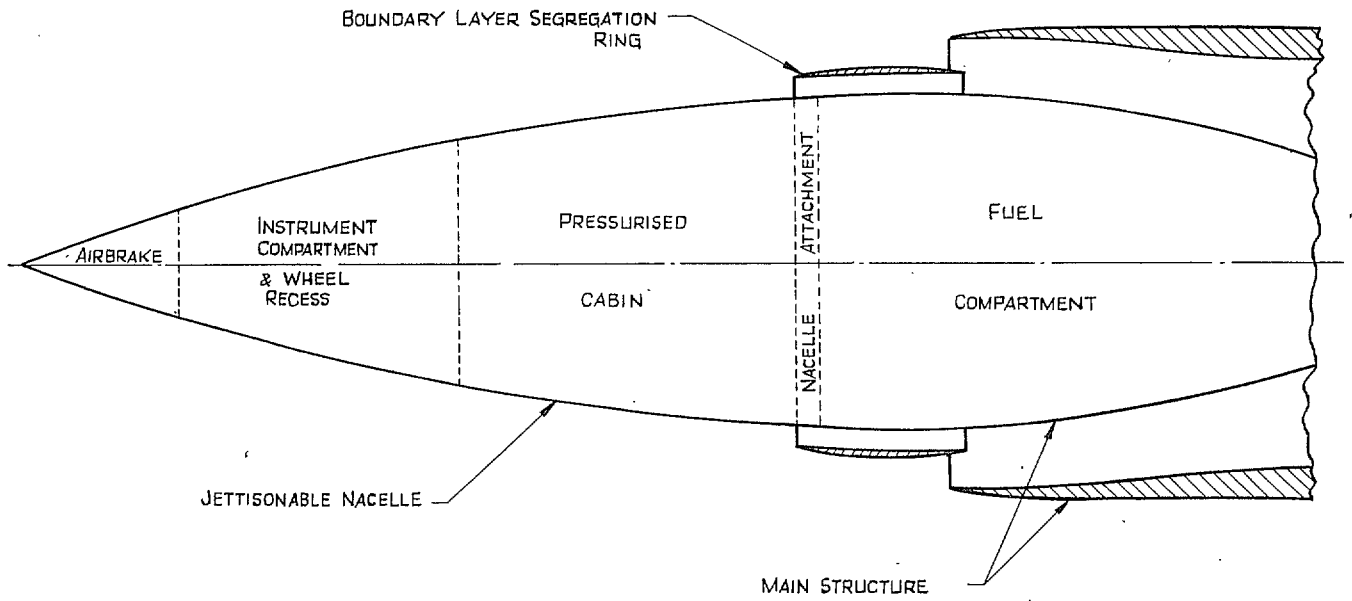 BOUNDARY LAYER SEGREGATION
RING
AIRBRAKE
INSTRUMENT
COMPARTMENT
& WHEEL
RECESS
PRESSURISED
CABIN
ATTACHMENT
NACELLE
FUEL
COMPARTMENT
JETTISONABLE NACELLE
MAIN STRUCTURE